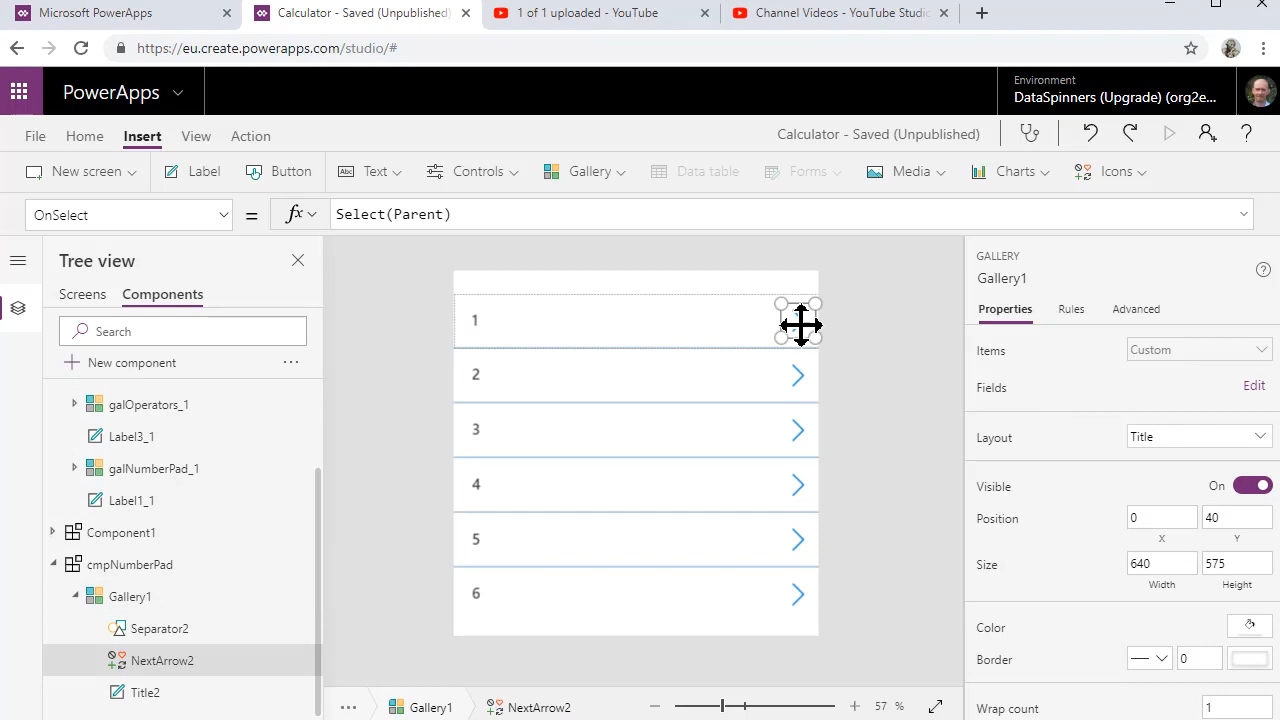 Microsoft PowerApps
Calculator - Saved (Unpublished)
1 of 1 uploaded - YouTube
Channel Videos - YouTube Studio
https://eu.create.powerapps.com/studio/#
PowerApps
Environment
DataSpinners (Upgrade) (org2e...
File Home Insert View Action
Calculator - Saved (Unpublished)
New screen Label Button Text Controls Gallery Data table Forms Media Charts Icons
OnSelect = fx Select(Parent)
Tree view
Screens Components
Search
New component ...
galOperators_1
Label3_1
galNumberPad_1
Label1_1
Component1
cmpNumberPad
Gallery1
Separator2
NextArrow2
Title2
1
2
3
4
5
6
... Gallery1 NextArrow2 57 %
GALLERY
Gallery1
Properties Rules Advanced
Items Custom
Fields Edit
Layout Title
Visible On
Position 0 40
X Y
Size 640 575
Width Height
Color
Border 0
Wrap count 1